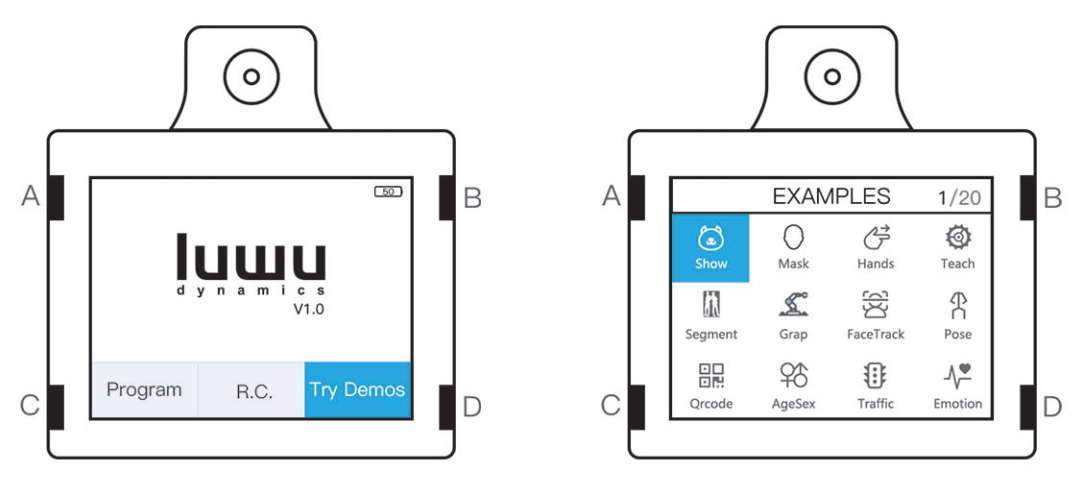 A
B
50
luwu
dynamics
V1.0
Program R.C. Try Demos
C
D
A
B
EXAMPLES 1/20
Show Mask Hands Teach
Segment Grap FaceTrack Pose
Qrcode AgeSex Traffic Emotion
C
D